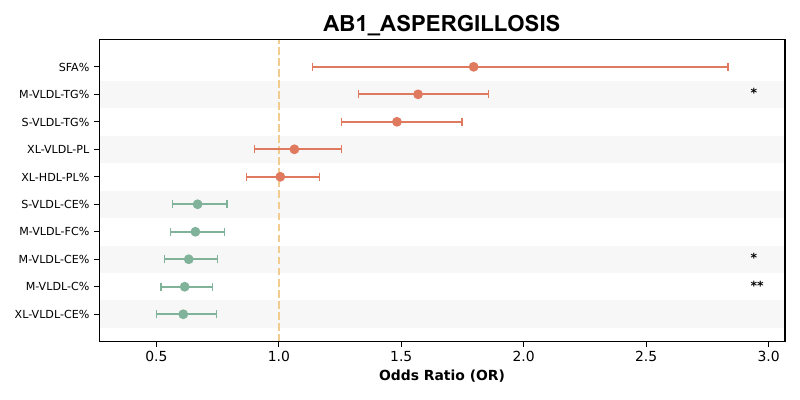 AB1_ASPERGILLOSIS
SFA%
M-VLDL-TG% *
S-VLDL-TG%
XL-VLDL-PL
XL-HDL-PL%
S-VLDL-CE%
M-VLDL-FC%
M-VLDL-CE% *
M-VLDL-C% **
XL-VLDL-CE%
0.5 1.0 1.5 2.0 2.5 3.0
Odds Ratio (OR)